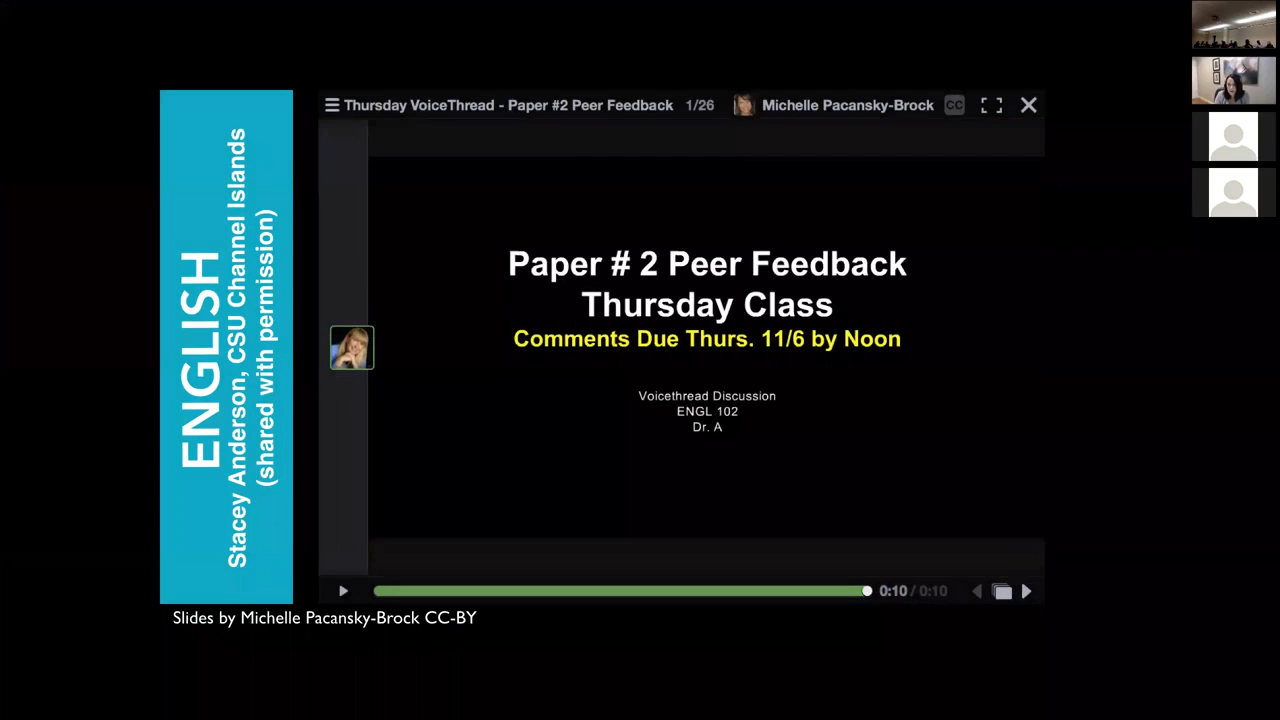 ENGLISH
Stacey Anderson, CSU Channel Islands
(shared with permission)
Thursday VoiceThread - Paper #2 Peer Feedback 1/26 Michelle Pacansky-Brock CC
Paper # 2 Peer Feedback
Thursday Class
Comments Due Thurs. 11/6 by Noon
Voicethread Discussion
ENGL 102
Dr. A
0:10 / 0:10
Slides by Michelle Pacansky-Brock CC-BY